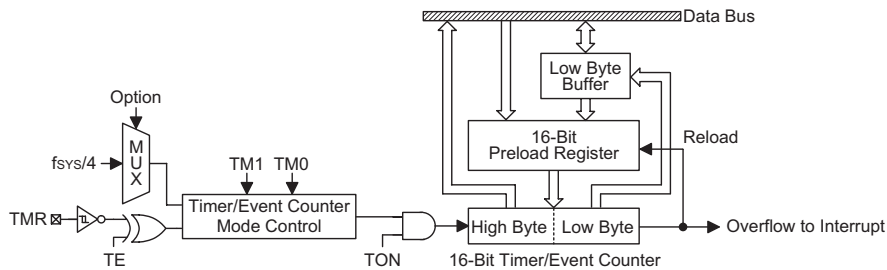 Data Bus
Low Byte
Buffer
Option
MUX
fSYS/4
TM1 TM0
16-Bit
Preload Register
Reload
TMR
Timer/Event Counter
Mode Control
High Byte Low Byte
Overflow to Interrupt
TE
TON
16-Bit Timer/Event Counter